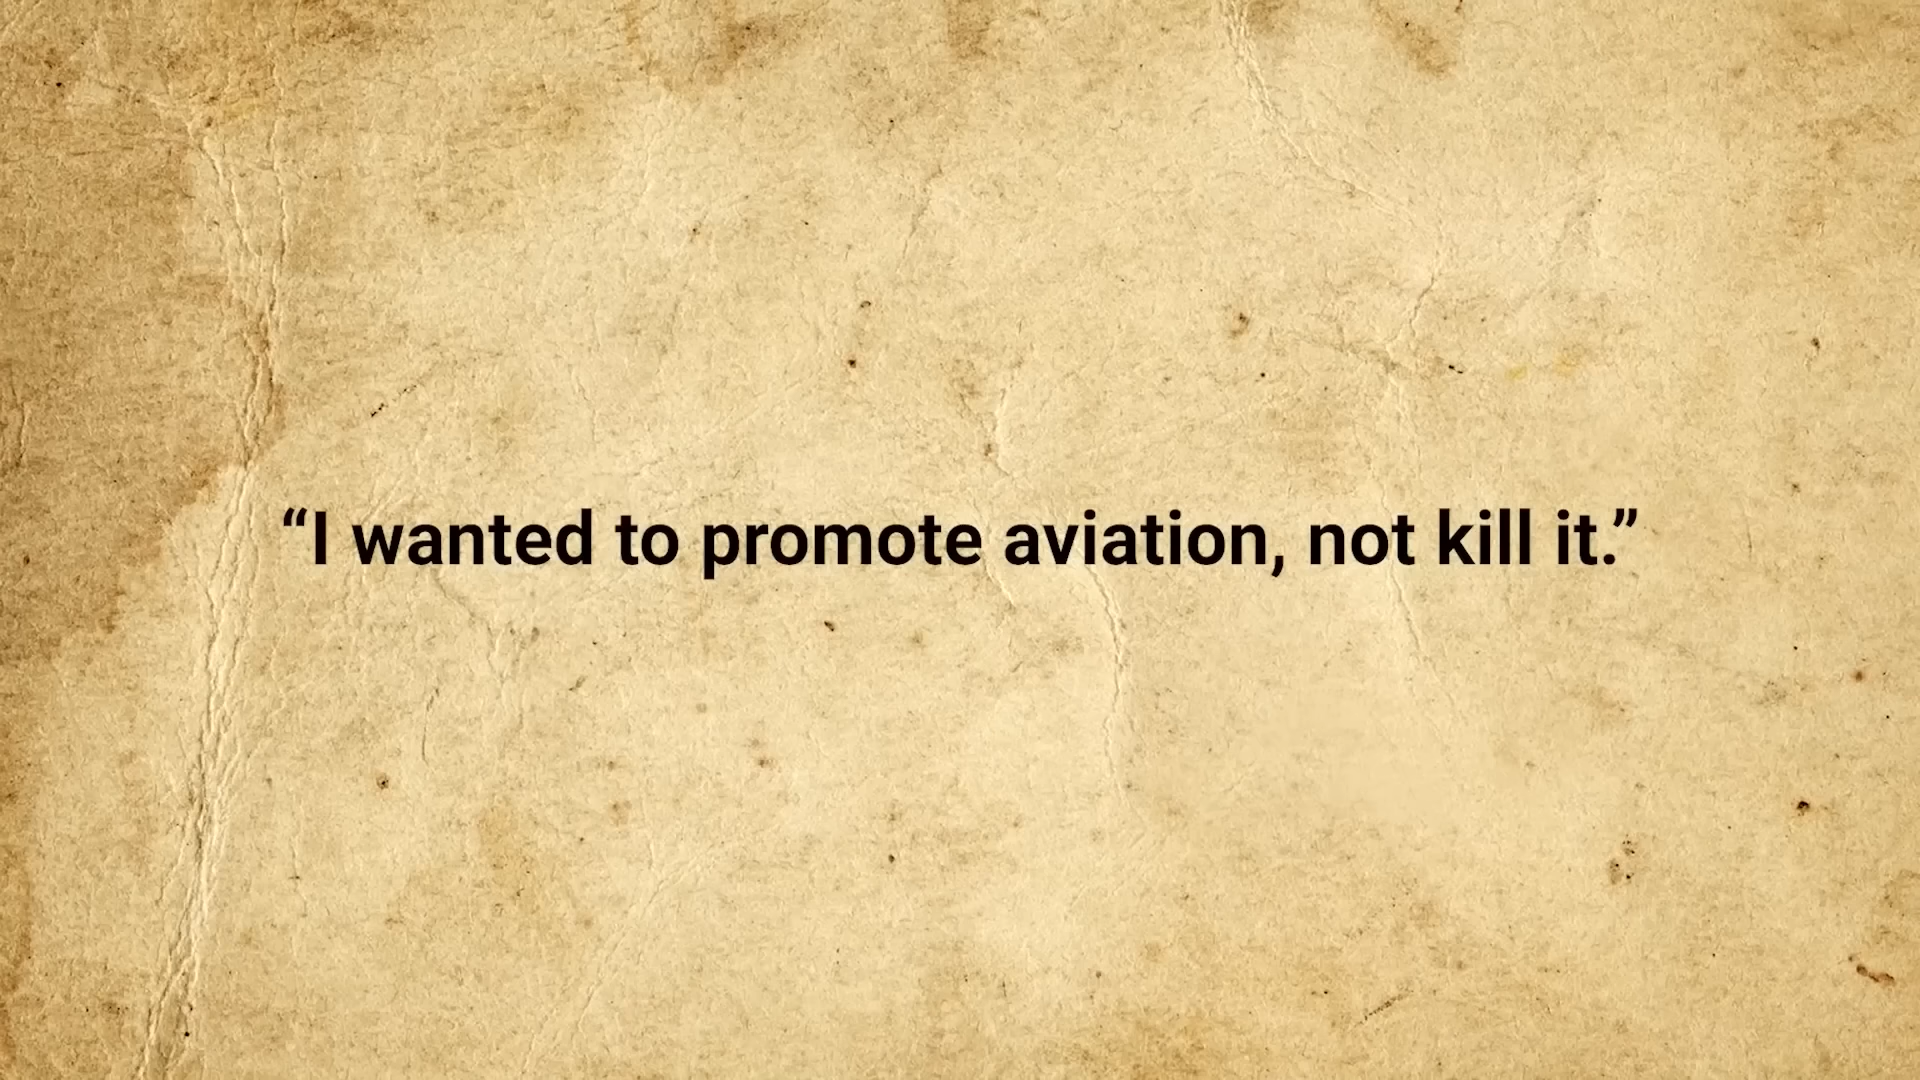 “I wanted to promote aviation, not kill it.”